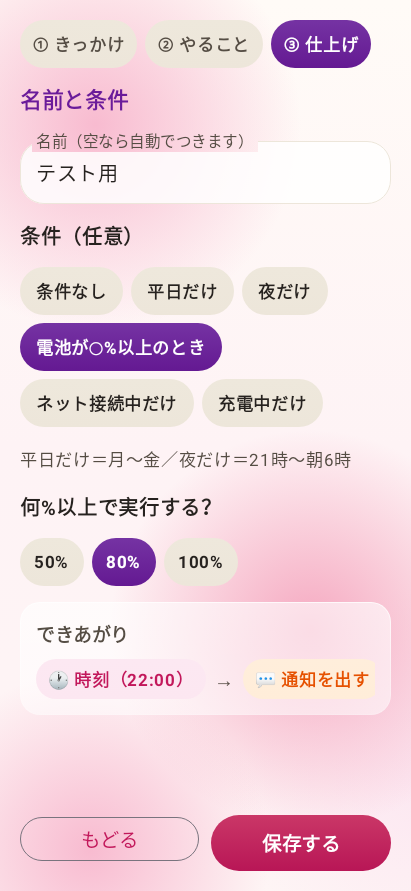 ① きっかけ ② やること ③ 仕上げ
名前と条件
名前（空なら自動でつきます）
テスト用
条件（任意）
条件なし 平日だけ 夜だけ
電池が○%以上のとき
ネット接続中だけ 充電中だけ
平日だけ＝月〜金／夜だけ＝21時〜朝6時
何%以上で実行する?
50% 80% 100%
できあがり
時刻（22:00） → 通知を出す
もどる 保存する